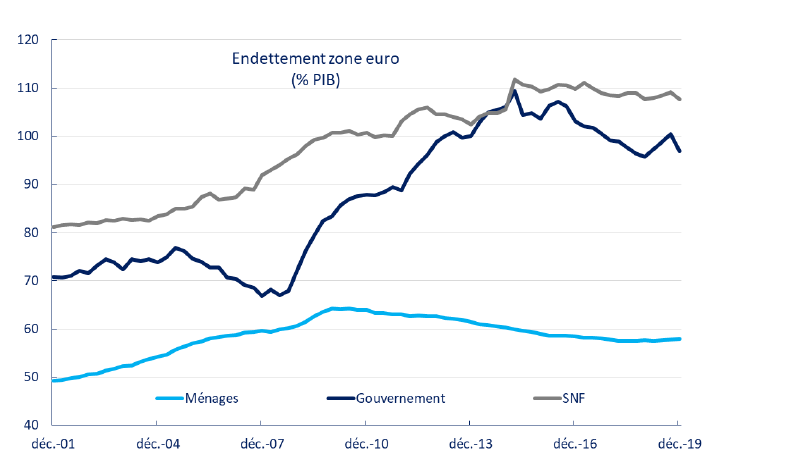 Endettement zone euro
(% PIB)
120
110
100
90
80
70
60
50
40
Ménages Gouvernement SNF
déc.-01 déc.-04 déc.-07 déc.-10 déc.-13 déc.-16 déc.-19